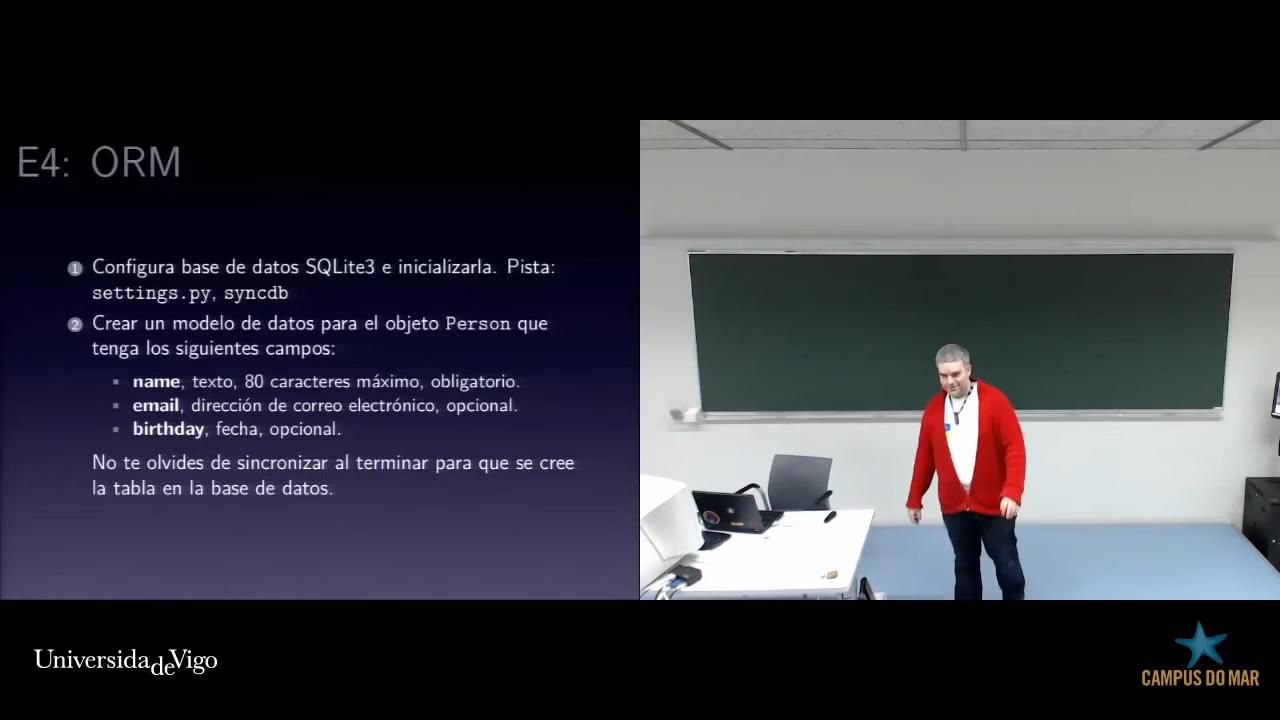 E4: ORM
1 Configura base de datos SQLite3 e inicializarla. Pista:
settings.py, syncdb
2 Crear un modelo de datos para el objeto Person que
tenga los siguientes campos:
▪ name, texto, 80 caracteres máximo, obligatorio.
▪ email, dirección de correo electrónico, opcional.
▪ birthday, fecha, opcional.
No te olvides de sincronizar al terminar para que se cree
la tabla en la base de datos.
UniversidadeVigo
CAMPUS DO MAR